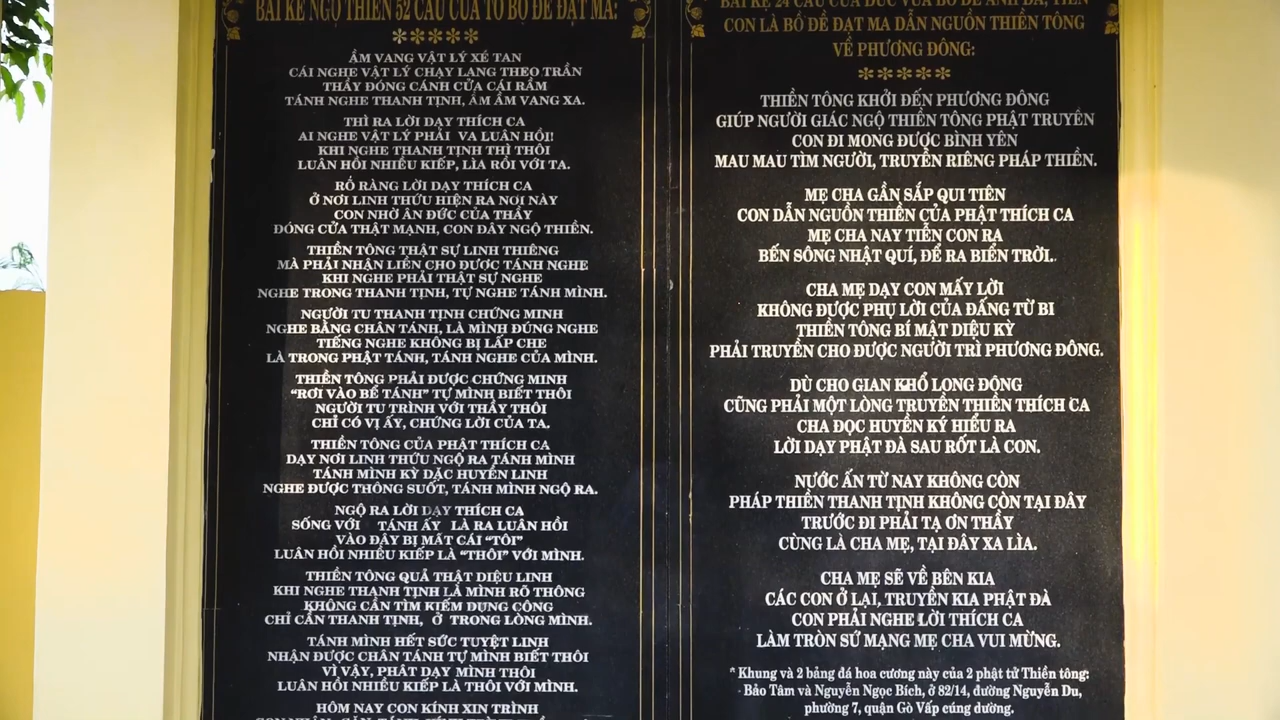 BÀI KỆ NGỘ THIỀN 52 CÂU CỦA TỔ BỒ ĐỀ ĐẠT MA:
ẦM VANG VẬT LÝ XÉ TAN
CÁI NGHE VẬT LÝ CHẠY LANG THEO TRẦN
THẦY ĐÓNG CÁNH CỬA CÁI RẦM
TÁNH NGHE THANH TỊNH, ẦM ẦM VANG XA.
THÌ RA LỜI DẠY THÍCH CA
AI NGHE VẬT LÝ PHẢI VA LUÂN HỒI!
KHI NGHE THANH TỊNH THÌ THÔI
LUÂN HỒI NHIỀU KIẾP, LÌA RỒI VỚI TA.
RÕ RÀNG LỜI DẠY THÍCH CA
Ở NƠI LINH THỨU HIỆN RA NƠI NÀY
CON NHỜ ÂN ĐỨC CỦA THẦY
ĐÓNG CỬA THẬT MẠNH, CON ĐÂY NGỘ THIỀN.
THIỀN TÔNG THẬT SỰ LINH THIÊNG
MÀ PHẢI NHẬN LIỀN CHO ĐƯỢC TÁNH NGHE
KHI NGHE PHẢI THẬT SỰ NGHE
NGHE TRONG THANH TỊNH, TỰ NGHE TÁNH MÌNH.
NGƯỜI TU THANH TỊNH CHỨNG MINH
NGHE BẰNG CHÂN TÁNH, LÀ MÌNH ĐÚNG NGHE
TIẾNG NGHE KHÔNG BỊ LẤP CHE
LÀ TRONG PHẬT TÁNH, TÁNH NGHE CỦA MÌNH.
THIỀN TÔNG PHẢI ĐƯỢC CHỨNG MINH
“RƠI VÀO BỂ TÁNH” TỰ MÌNH BIẾT THÔI
NGƯỜI TU TRÌNH VỚI THẦY THÔI
CHỈ CÓ VỊ ẤY, CHỨNG LỜI CỦA TA.
THIỀN TÔNG CỦA PHẬT THÍCH CA
DẠY NƠI LINH THỨU NGỘ RA TÁNH MÌNH
TÁNH MÌNH KỲ DẶC HUYỀN LINH
NGHE ĐƯỢC THÔNG SUỐT, TÁNH MÌNH NGỘ RA.
NGỘ RA LỜI DẠY THÍCH CA
SỐNG VỚI TÁNH ẤY LÀ RA LUÂN HỒI
VÀO ĐÂY BỊ MẤT CÁI “TÔI”
LUÂN HỒI NHIỀU KIẾP LÀ “THÔI” VỚI MÌNH.
THIỀN TÔNG QUẢ THẬT DIỆU LINH
KHI NGHE THANH TỊNH LÀ MÌNH RÕ THÔNG
KHÔNG CẦN TÌM KIẾM DỤNG CÔNG
CHỈ CẦN THANH TỊNH, Ở TRONG LÒNG MÌNH.
TÁNH MÌNH HẾT SỨC TUYỆT LINH
NHẬN ĐƯỢC CHÂN TÁNH TỰ MÌNH BIẾT THÔI
VÌ VẬY, PHẬT DẠY MÌNH THÔI
LUÂN HỒI NHIỀU KIẾP LÀ THÔI VỚI MÌNH.
HÔM NAY CON KÍNH XIN TRÌNH
BÀI KỆ 24 CÂU CỦA ĐỨC VUA BỒ ĐỀ ANH ĐA, TIỄN
CON LÀ BỒ ĐỀ ĐẠT MA DẪN NGUỒN THIỀN TÔNG
VỀ PHƯƠNG ĐÔNG:
THIỀN TÔNG KHỞI ĐẾN PHƯƠNG ĐÔNG
GIÚP NGƯỜI GIÁC NGỘ THIỀN TÔNG PHẬT TRUYỀN
CON ĐI MONG ĐƯỢC BÌNH YÊN
MAU MAU TÌM NGƯỜI, TRUYỀN RIÊNG PHÁP THIỀN.
MẸ CHA GẦN SẮP QUI TIÊN
CON DẪN NGUỒN THIỀN CỦA PHẬT THÍCH CA
MẸ CHA NAY TIỄN CON RA
BẾN SÔNG NHẬT QUÍ, ĐỂ RA BIỂN TRỜI.
CHA MẸ DẠY CON MẤY LỜI
KHÔNG ĐƯỢC PHỤ LỜI CỦA ĐẤNG TỪ BI
THIỀN TÔNG BÍ MẬT DIỆU KỲ
PHẢI TRUYỀN CHO ĐƯỢC NGƯỜI TRÌ PHƯƠNG ĐÔNG.
DÙ CHO GIAN KHỔ LONG ĐONG
CŨNG PHẢI MỘT LÒNG TRUYỀN THIỀN THÍCH CA
CHA ĐỌC HUYỀN KÝ HIỂU RA
LỜI DẠY PHẬT ĐÀ SAU RỐT LÀ CON.
NƯỚC ẤN TỪ NAY KHÔNG CÒN
PHÁP THIỀN THANH TỊNH KHÔNG CÒN TẠI ĐÂY
TRƯỚC ĐI PHẢI TẠ ƠN THẦY
CÙNG LÀ CHA MẸ, TẠI ĐÂY XA LÌA.
CHA MẸ SẼ VỀ BÊN KIA
CÁC CON Ở LẠI, TRUYỀN KIA PHẬT ĐÀ
CON PHẢI NGHE LỜI THÍCH CA
LÀM TRÒN SỨ MẠNG MẸ CHA VUI MỪNG.
* Khung và 2 bảng đá hoa cương này của 2 phật tử Thiền tông:
Bảo Tâm và Nguyễn Ngọc Bích, ở 82/14, đường Nguyễn Du,
phường 7, quận Gò Vấp cúng dường.